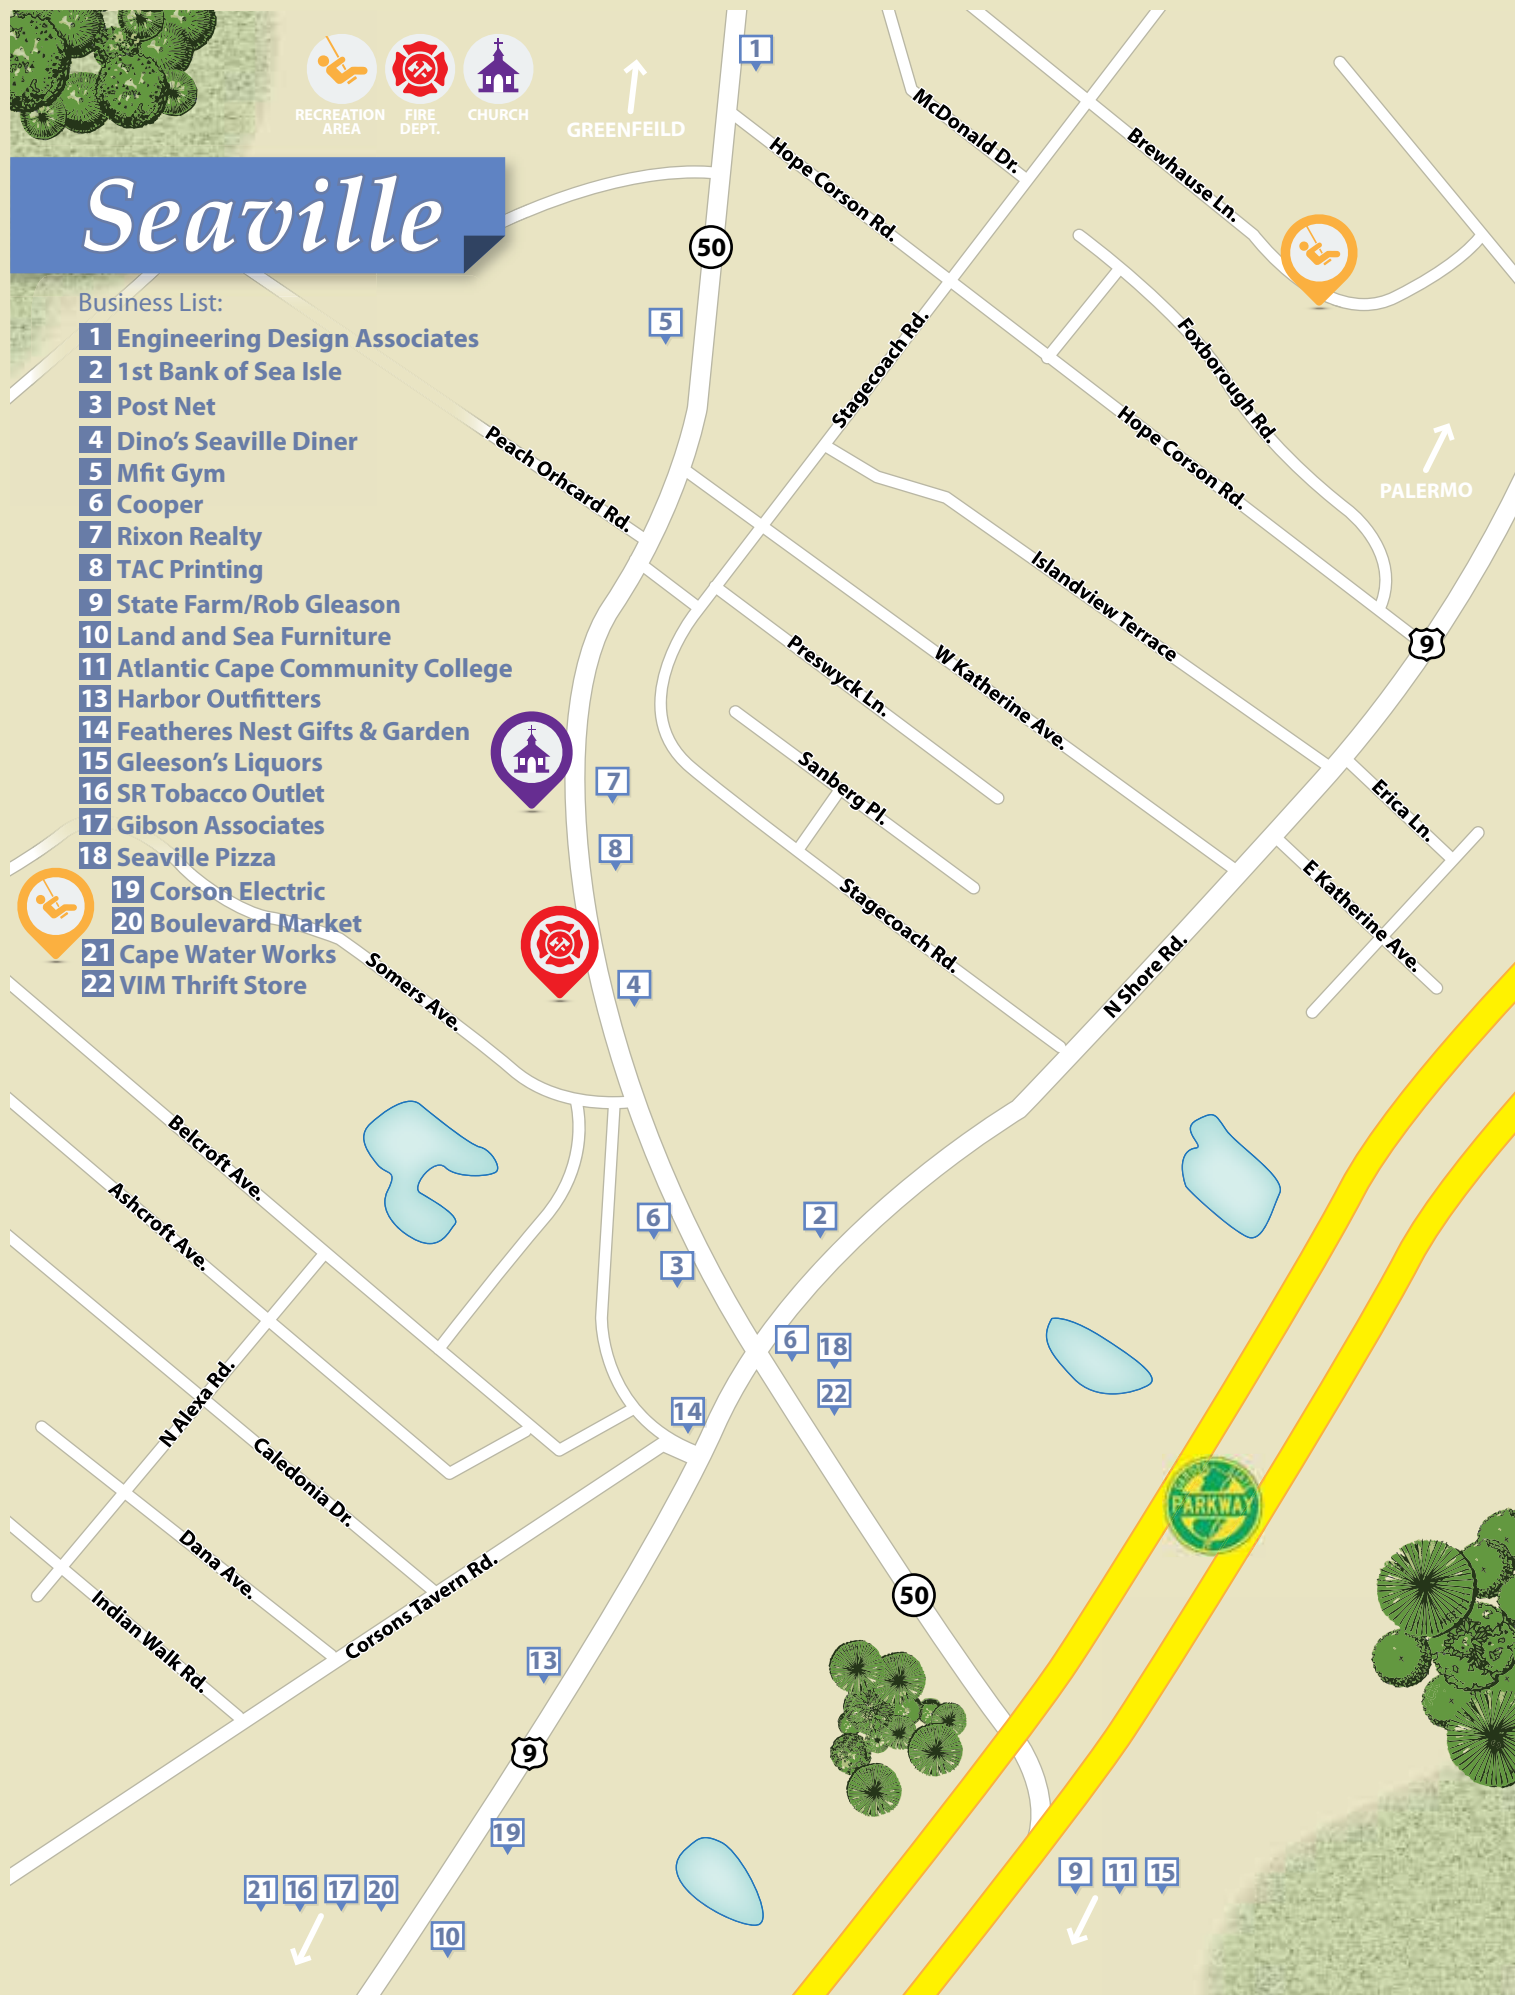 RECREATION
AREA
FIRE
DEPT.
CHURCH
GREENFEILD
Seaville
Business List:
1 Engineering Design Associates
2 1st Bank of Sea Isle
3 Post Net
4 Dino's Seaville Diner
5 Mfit Gym
6 Cooper
7 Rixon Realty
8 TAC Printing
9 State Farm/Rob Gleason
10 Land and Sea Furniture
11 Atlantic Cape Community College
13 Harbor Outfitters
14 Featheres Nest Gifts & Garden
15 Gleeson's Liquors
16 SR Tobacco Outlet
17 Gibson Associates
18 Seaville Pizza
19 Corson Electric
20 Boulevard Market
21 Cape Water Works
22 VIM Thrift Store
1
McDonald Dr.
Brewhause Ln.
Hope Corson Rd.
50
5
Stagecoach Rd.
Foxborough Rd.
Hope Corson Rd.
PALERMO
Peach Orhcard Rd.
Islandview Terrace
9
Preswyck Ln.
W Katherine Ave.
Sanberg Pl.
7
Erica Ln.
8
E Katherine Ave.
Stagecoach Rd.
N Shore Rd.
4
Somers Ave.
Belcroft Ave.
Ashcroft Ave.
6
2
3
6
18
22
N Alexa Rd.
14
Caledonia Dr.
PARKWAY
Dana Ave.
Corsons Tavern Rd.
50
Indian Walk Rd.
13
9
19
21 16 17 20
9 11 15
10